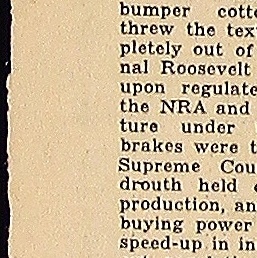 bumper cott
threw the tex
pletely out of
nal Roosevelt
upon regulate
the NRA and
ture under
brakes were t
Supreme Cou
drouth held
production, an
buying power
speed-up in in